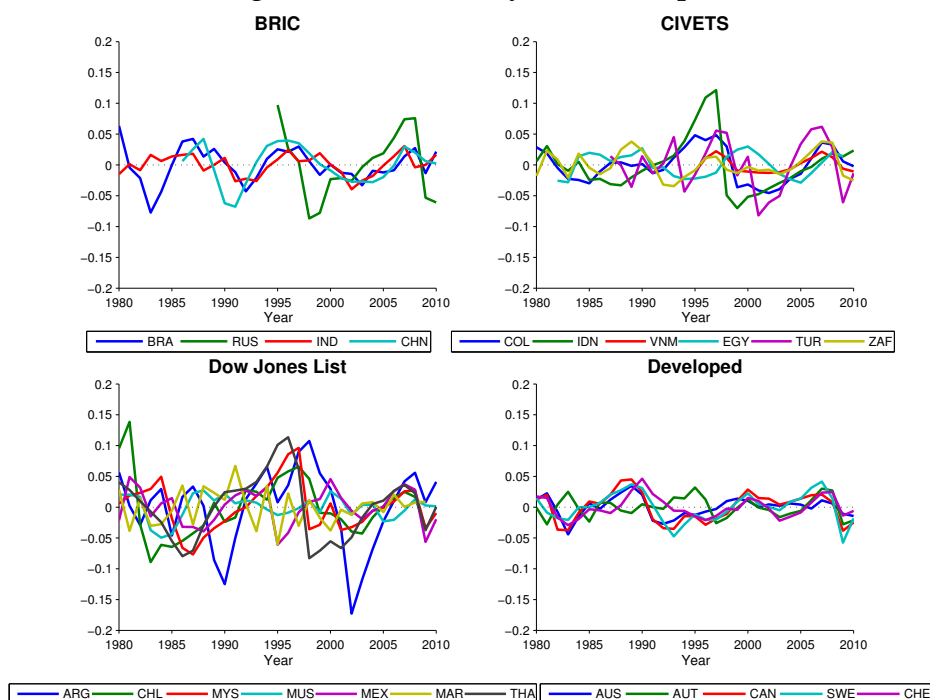 BRIC
0.2
0.15
0.1
0.05
0
−0.05
−0.1
−0.15
−0.2
1980 1985 1990 1995 2000 2005 2010
Year
BRA RUS IND CHN
CIVETS
0.2
0.15
0.1
0.05
0
−0.05
−0.1
−0.15
−0.2
1980 1985 1990 1995 2000 2005 2010
Year
COL IDN VNM EGY TUR ZAF
Dow Jones List
0.2
0.15
0.1
0.05
0
−0.05
−0.1
−0.15
−0.2
1980 1985 1990 1995 2000 2005 2010
Year
ARG CHL MYS MUS MEX MAR THA
Developed
0.2
0.15
0.1
0.05
0
−0.05
−0.1
−0.15
−0.2
1980 1985 1990 1995 2000 2005 2010
Year
AUS AUT CAN SWE CHE